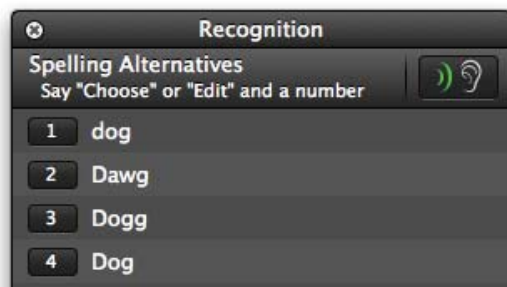 Recognition
Spelling Alternatives
Say "Choose" or "Edit" and a number
1 dog
2 Dawg
3 Dogg
4 Dog